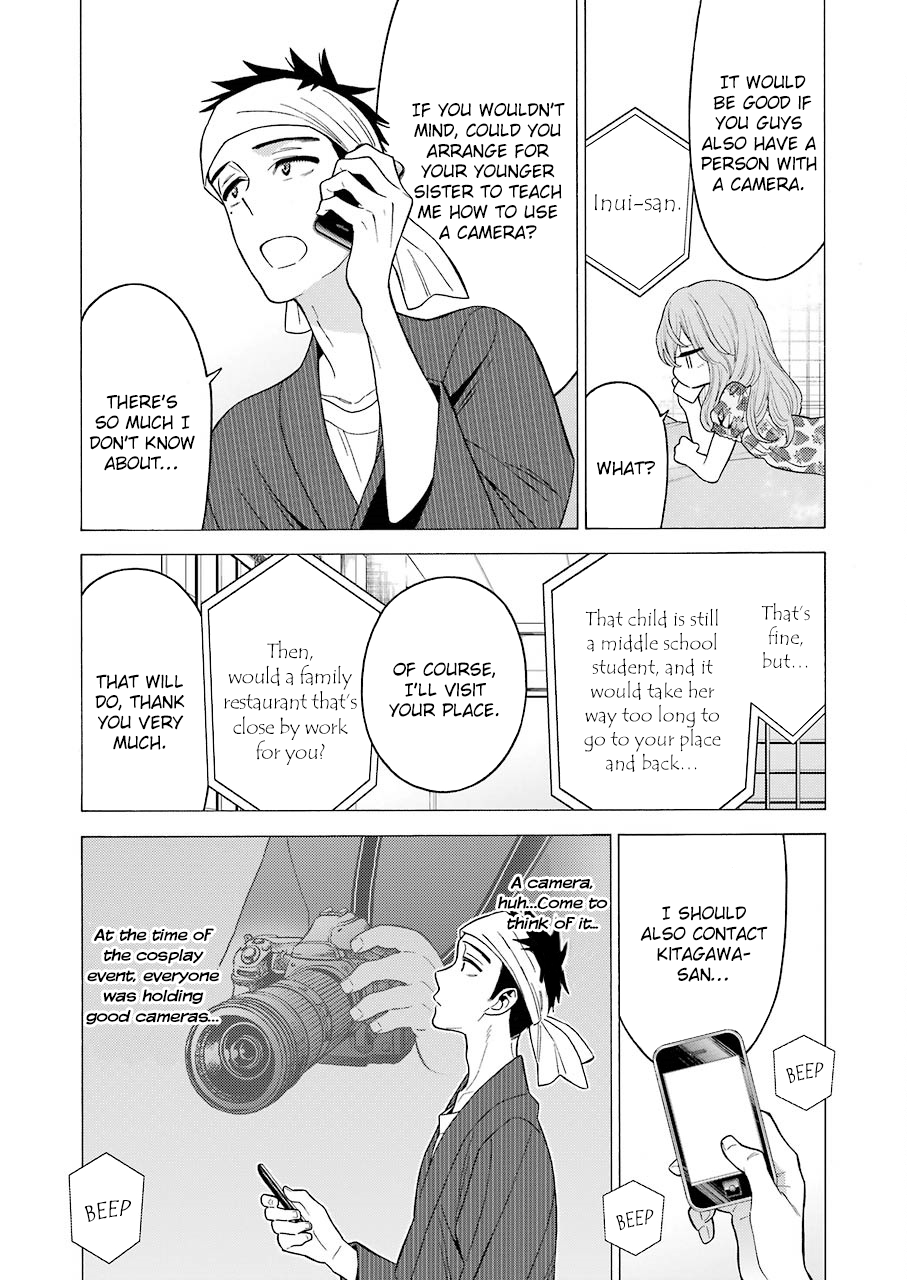 IT WOULD
BE GOOD IF
YOU GUYS
ALSO HAVE A
PERSON WITH
A CAMERA.
Inui-san.
WHAT?
IF YOU WOULDN'T
MIND, COULD YOU
ARRANGE FOR
YOUR YOUNGER
SISTER TO TEACH
ME HOW TO USE
A CAMERA?
THERE'S
SO MUCH I
DON'T KNOW
ABOUT...
That's
fine,
but...
That child is still
a middle school
student, and it
would take her
way too long to
go to your place
and back...
OF COURSE,
I'LL VISIT
YOUR PLACE.
Then,
would a family
restaurant that's
close by work
for you?
THAT WILL
DO, THANK
YOU VERY
MUCH.
I SHOULD
ALSO CONTACT
KITAGAWA-
SAN...
BEEP
A camera,
huh...Come to
think of it...
At the time of
the cosplay
event, everyone
was holding
good cameras...
BEEP
BEEP